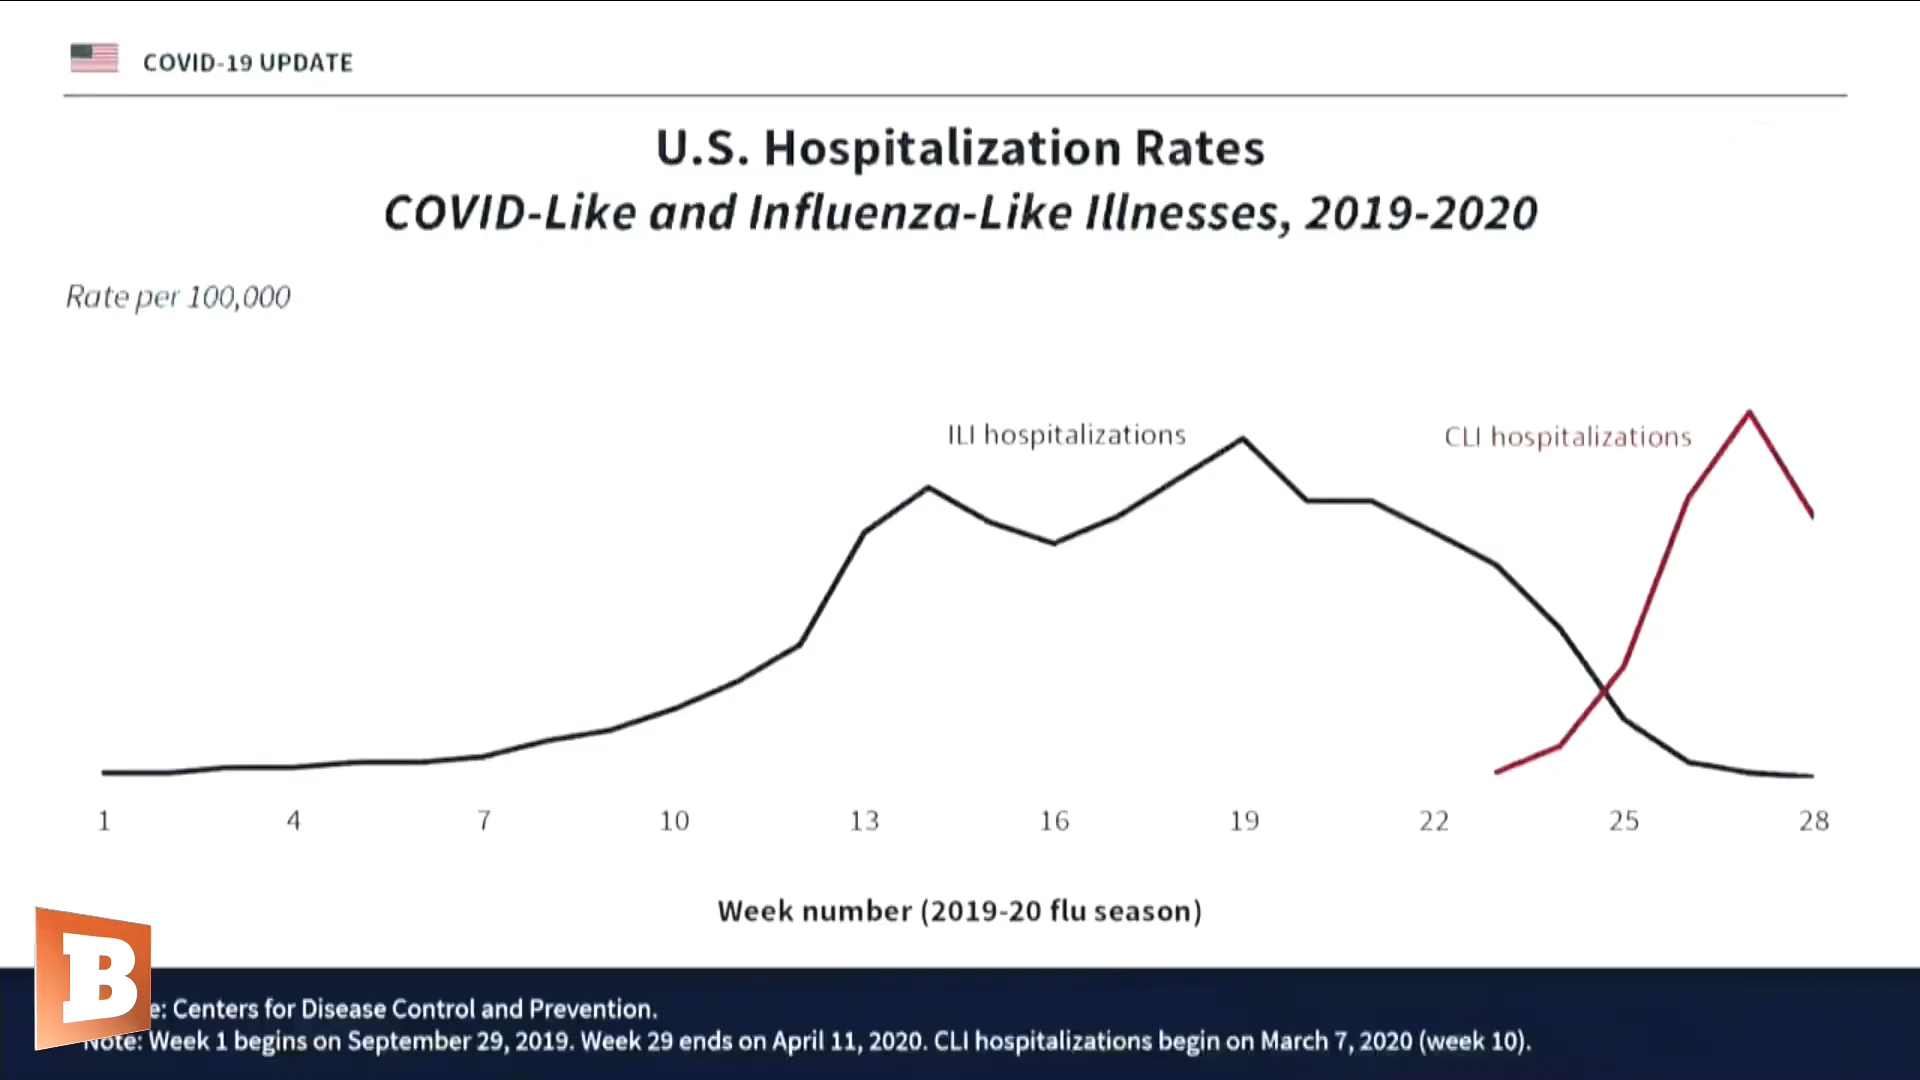 COVID-19 UPDATE
U.S. Hospitalization Rates
COVID-Like and Influenza-Like Illnesses, 2019-2020
Rate per 100,000
ILI hospitalizations
CLI hospitalizations
1 4 7 10 13 16 19 22 25 28
Week number (2019-20 flu season)
B
e: Centers for Disease Control and Prevention.
Note: Week 1 begins on September 29, 2019. Week 29 ends on April 11, 2020. CLI hospitalizations begin on March 7, 2020 (week 10).